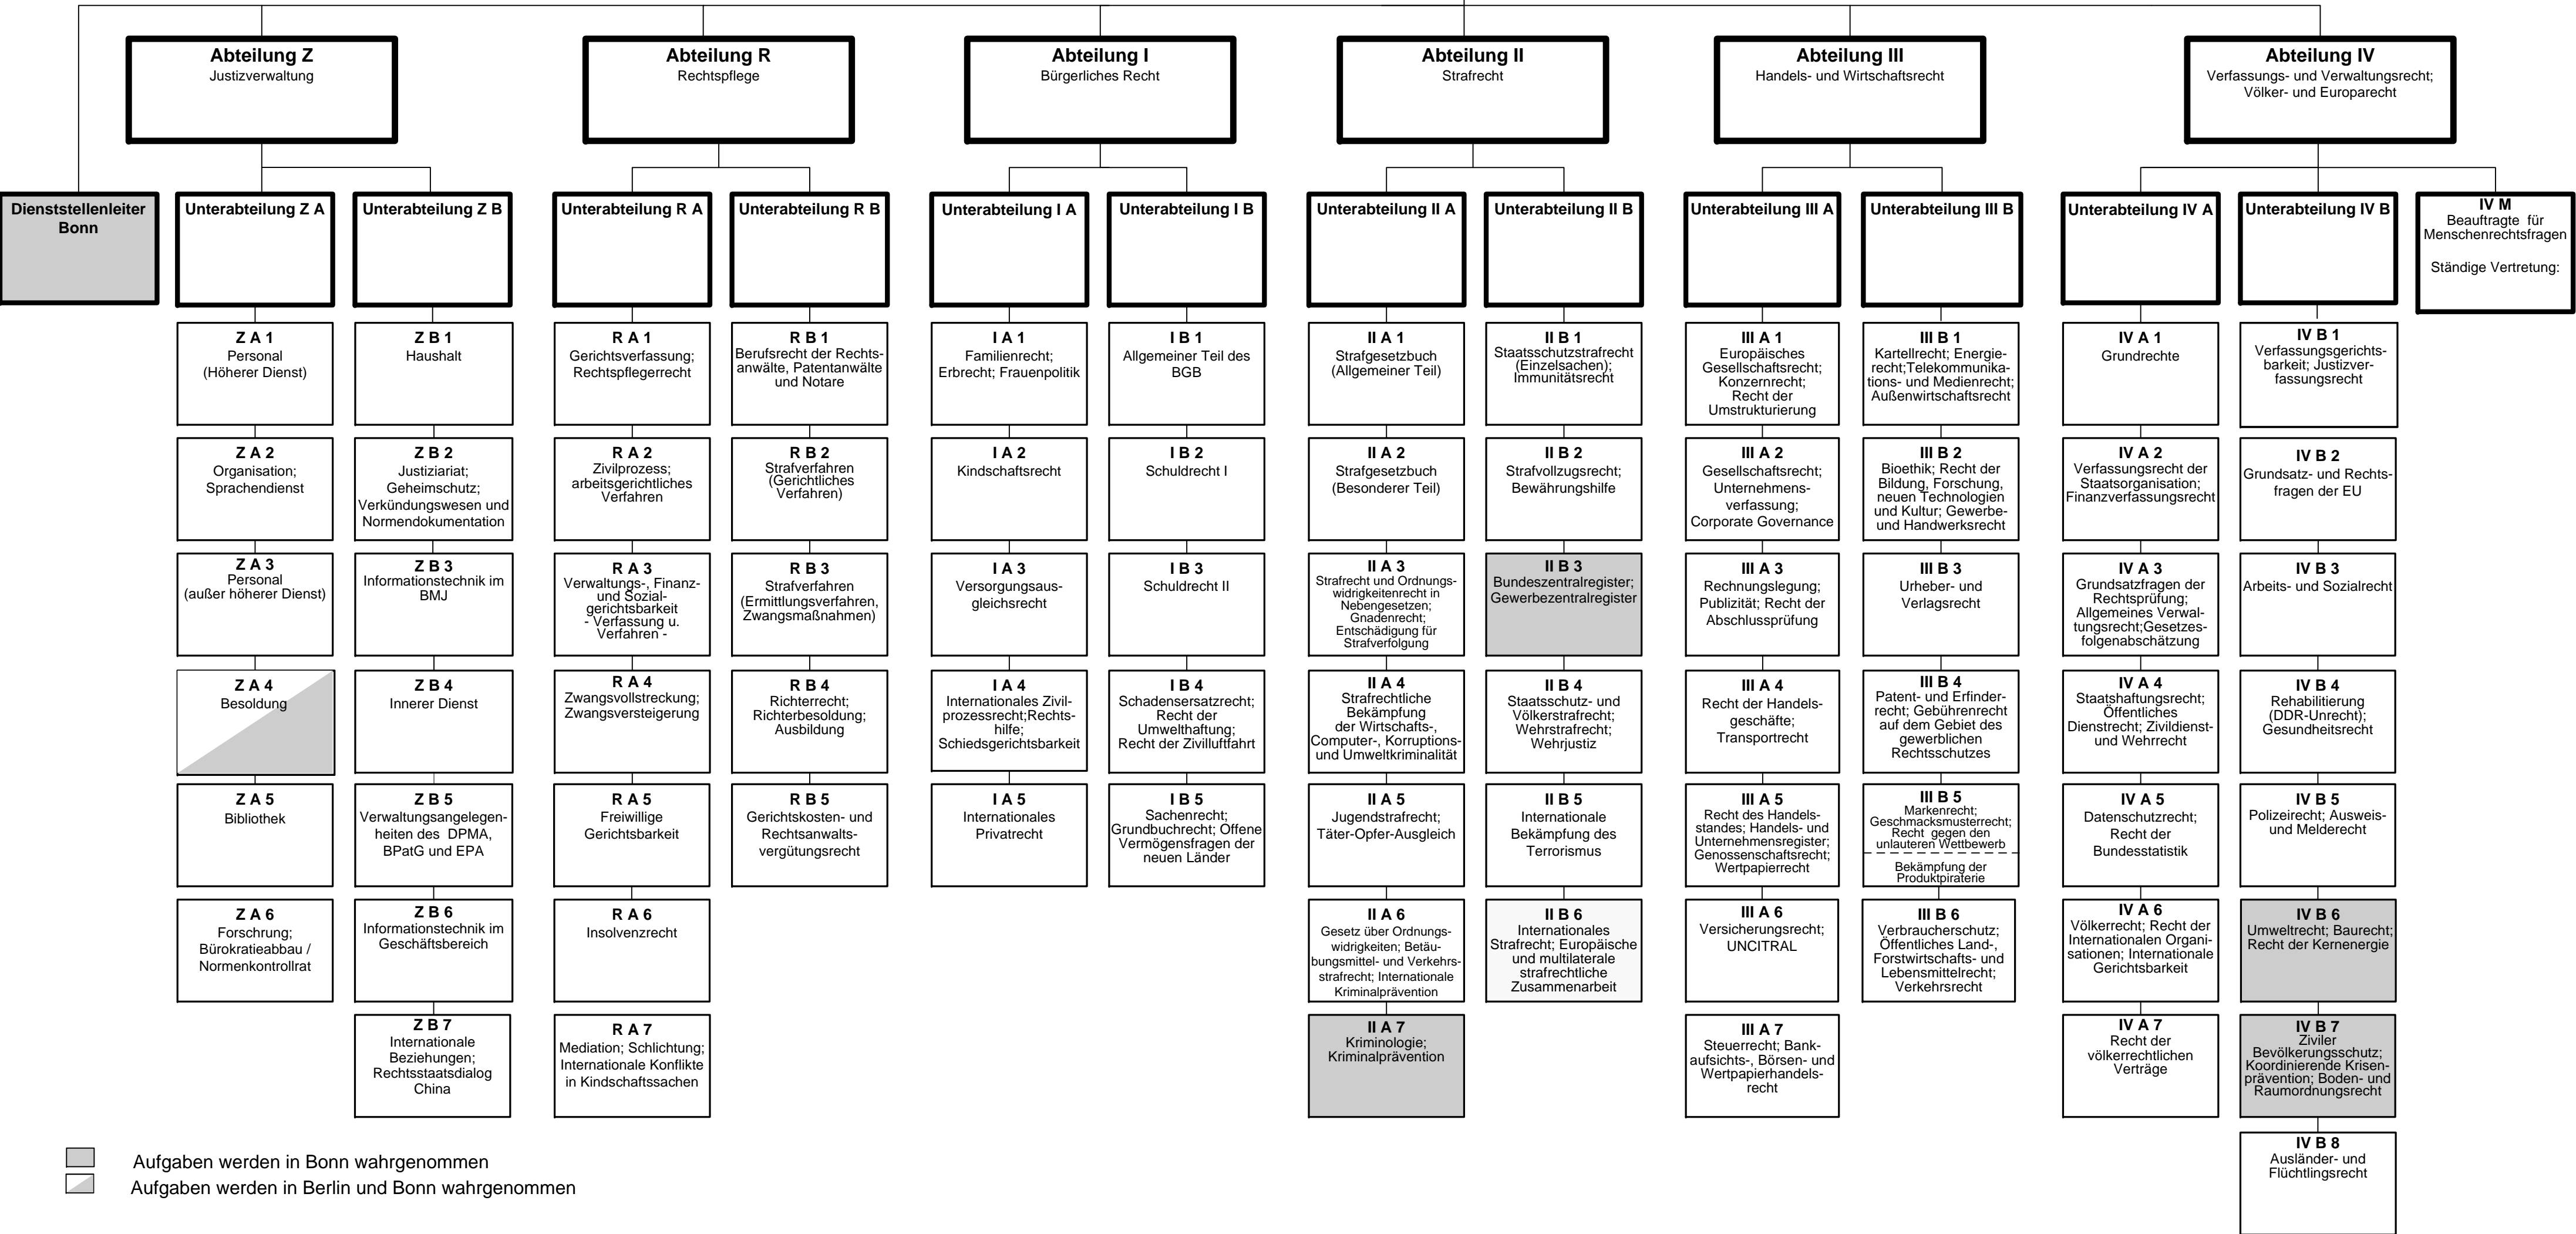 Abteilung Z
Justizverwaltung
Abteilung R
Rechtspflege
Abteilung I
Bürgerliches Recht
Abteilung II
Strafrecht
Abteilung III
Handels- und Wirtschaftsrecht
Abteilung IV
Verfassungs- und Verwaltungsrecht;
Völker- und Europarecht
Dienststellenleiter
Bonn
Unterabteilung Z A
Z A 1
Personal
(Höherer Dienst)
Z A 2
Organisation;
Sprachendienst
Z A 3
Personal
(außer höherer Dienst)
Z A 4
Besoldung
Z A 5
Bibliothek
Z A 6
Forschrung;
Bürokratieabbau /
Normenkontrollrat
Unterabteilung Z B
Z B 1
Haushalt
Z B 2
Justiziariat;
Geheimschutz;
Verkündungswesen und
Normendokumentation
Z B 3
Informationstechnik im
BMJ
Z B 4
Innerer Dienst
Z B 5
Verwaltungsangelegen-
heiten des  DPMA,
BPatG und EPA
Z B 6
Informationstechnik im
Geschäftsbereich
Z B 7
Internationale
Beziehungen;
Rechtsstaatsdialog
China
Unterabteilung R A
R A 1
Gerichtsverfassung;
Rechtspflegerrecht
R A 2
Zivilprozess;
arbeitsgerichtliches
Verfahren
R A 3
Verwaltungs-, Finanz-
und Sozial-
gerichtsbarkeit
- Verfassung u.
Verfahren -
R A 4
Zwangsvollstreckung;
Zwangsversteigerung
R A 5
Freiwillige
Gerichtsbarkeit
R A 6
Insolvenzrecht
R A 7
Mediation; Schlichtung;
Internationale Konflikte
in Kindschaftssachen
Unterabteilung R B
R B 1
Berufsrecht der Rechts-
anwälte, Patentanwälte
und Notare
R B 2
Strafverfahren
(Gerichtliches
Verfahren)
R B 3
Strafverfahren
(Ermittlungsverfahren,
Zwangsmaßnahmen)
R B 4
Richterrecht;
Richterbesoldung;
Ausbildung
R B 5
Gerichtskosten- und
Rechtsanwalts-
vergütungsrecht
Unterabteilung I A
I A 1
Familienrecht;
Erbrecht; Frauenpolitik
I A 2
Kindschaftsrecht
I A 3
Versorgungsaus-
gleichsrecht
I A 4
Internationales Zivil-
prozessrecht;Rechts-
hilfe;
Schiedsgerichtsbarkeit
I A 5
Internationales
Privatrecht
Unterabteilung I B
I B 1
Allgemeiner Teil des
BGB
I B 2
Schuldrecht I
I B 3
Schuldrecht II
I B 4
Schadensersatzrecht;
Recht der
Umwelthaftung;
Recht der Zivilluftfahrt
I B 5
Sachenrecht;
Grundbuchrecht; Offene
Vermögensfragen der
neuen Länder
Unterabteilung II A
II A 1
Strafgesetzbuch
(Allgemeiner Teil)
II A 2
Strafgesetzbuch
(Besonderer Teil)
II A 3
Strafrecht und Ordnungs-
widrigkeitenrecht in
Nebengesetzen;
Gnadenrecht;
Entschädigung für
Strafverfolgung
II A 4
Strafrechtliche
Bekämpfung
der Wirtschafts-,
Computer-, Korruptions-
und Umweltkriminalität
II A 5
Jugendstrafrecht;
Täter-Opfer-Ausgleich
II A 6
Gesetz über Ordnungs-
widrigkeiten; Betäu-
bungsmittel- und Verkehrs-
strafrecht; Internationale
Kriminalprävention
II A 7
Kriminologie;
Kriminalprävention
Unterabteilung II B
II B 1
Staatsschutzstrafrecht
(Einzelsachen);
Immunitätsrecht
II B 2
Strafvollzugsrecht;
Bewährungshilfe
II B 3
Bundeszentralregister;
Gewerbezentralregister
II B 4
Staatsschutz- und
Völkerstrafrecht;
Wehrstrafrecht;
Wehrjustiz
II B 5
Internationale
Bekämpfung des
Terrorismus
II B 6
Internationales
Strafrecht; Europäische
und multilaterale
strafrechtliche
Zusammenarbeit
Unterabteilung III A
III A 1
Europäisches
Gesellschaftsrecht;
Konzernrecht;
Recht der
Umstrukturierung
III A 2
Gesellschaftsrecht;
Unternehmens-
verfassung;
Corporate Governance
III A 3
Rechnungslegung;
Publizität; Recht der
Abschlussprüfung
III A 4
Recht der Handels-
geschäfte;
Transportrecht
III A 5
Recht des Handels-
standes; Handels- und
Unternehmensregister;
Genossenschaftsrecht;
Wertpapierrecht
III A 6
Versicherungsrecht;
UNCITRAL
III A 7
Steuerrecht; Bank-
aufsichts-, Börsen- und
Wertpapierhandels-
recht
Unterabteilung III B
III B 1
Kartellrecht; Energie-
recht;Telekommunika-
tions- und Medienrecht;
Außenwirtschaftsrecht
III B 2
Bioethik; Recht der
Bildung, Forschung,
neuen Technologien
und Kultur; Gewerbe-
und Handwerksrecht
III B 3
Urheber- und
Verlagsrecht
III B 4
Patent- und Erfinder-
recht; Gebührenrecht
auf dem Gebiet des
gewerblichen
Rechtsschutzes
III B 5
Markenrecht;
Geschmacksmusterrecht;
Recht  gegen den
unlauteren Wettbewerb
Bekämpfung der
Produktpiraterie
III B 6
Verbraucherschutz;
Öffentliches Land-,
Forstwirtschafts- und
Lebensmittelrecht;
Verkehrsrecht
Unterabteilung IV A
IV A 1
Grundrechte
IV A 2
Verfassungsrecht der
Staatsorganisation;
Finanzverfassungsrecht
IV A 3
Grundsatzfragen der
Rechtsprüfung;
Allgemeines Verwal-
tungsrecht;Gesetzes-
folgenabschätzung
IV A 4
Staatshaftungsrecht;
Öffentliches
Dienstrecht; Zivildienst-
und Wehrrecht
IV A 5
Datenschutzrecht;
Recht der
Bundesstatistik
IV A 6
Völkerrecht; Recht der
Internationalen Organi-
sationen; Internationale
Gerichtsbarkeit
IV A 7
Recht der
völkerrechtlichen
Verträge
Unterabteilung IV B
IV B 1
Verfassungsgerichts-
barkeit; Justizver-
fassungsrecht
IV B 2
Grundsatz- und Rechts-
fragen der EU
IV B 3
Arbeits- und Sozialrecht
IV B 4
Rehabilitierung
(DDR-Unrecht);
Gesundheitsrecht
IV B 5
Polizeirecht; Ausweis-
und Melderecht
IV B 6
Umweltrecht; Baurecht;
Recht der Kernenergie
IV B 7
Ziviler
Bevölkerungsschutz;
Koordinierende Krisen-
prävention; Boden- und
Raumordnungsrecht
IV B 8
Ausländer- und
Flüchtlingsrecht
IV M
Beauftragte  für
Menschenrechtsfragen
Ständige Vertretung:
Aufgaben werden in Bonn wahrgenommen
Aufgaben werden in Berlin und Bonn wahrgenommen